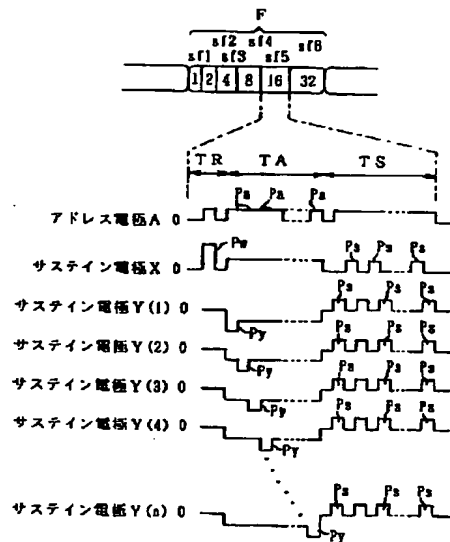 F
sf2 sf4 sf6
sf1 sf3 sf5
1 2 4 8 16 32
TR TA TS
Pa Pa Pa
アドレス電極A 0
Pw Ps Ps Ps
サステイン電極X 0
Ps Ps Ps
サステイン電極Y(1) 0
Py Ps Ps Ps
サステイン電極Y(2) 0
Py Ps Ps Ps
サステイン電極Y(3) 0
Py Ps Ps Ps
サステイン電極Y(4) 0
Py
Ps Ps
サステイン電極Y(n) 0
Py